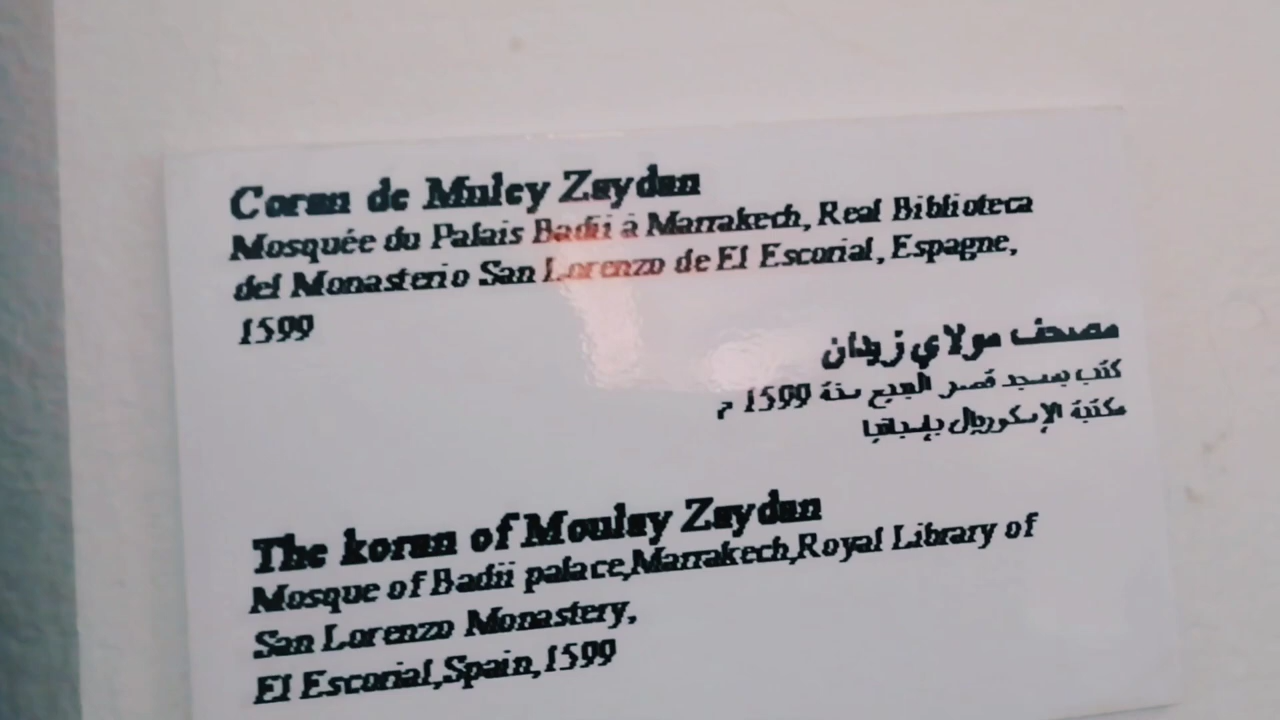 Coran de Muley Zaydan
Mosquée du Palais Badii à Marrakech, Real Biblioteca
del Monasterio San Lorenzo de El Escorial, Espagne,
1599
مصحف مولاي زيدان
كتب بمسجد قصر البديع سنة 1599 م
مكتبة الإسكوريال بإسبانيا
The koran of Moulay Zaydan
Mosque of Badii palace,Marrakech,Royal Library of
San Lorenzo Monastery,
El Escorial,Spain,1599